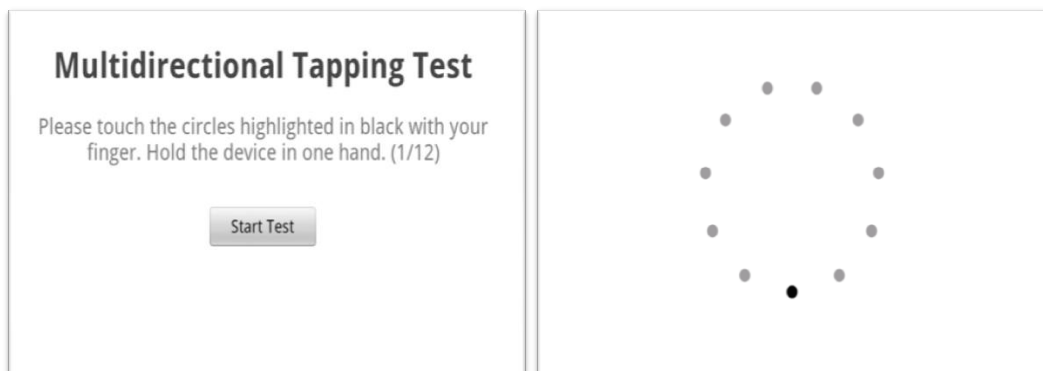 Multidirectional Tapping Test
Please touch the circles highlighted in black with your
finger. Hold the device in one hand. (1/12)
Start Test